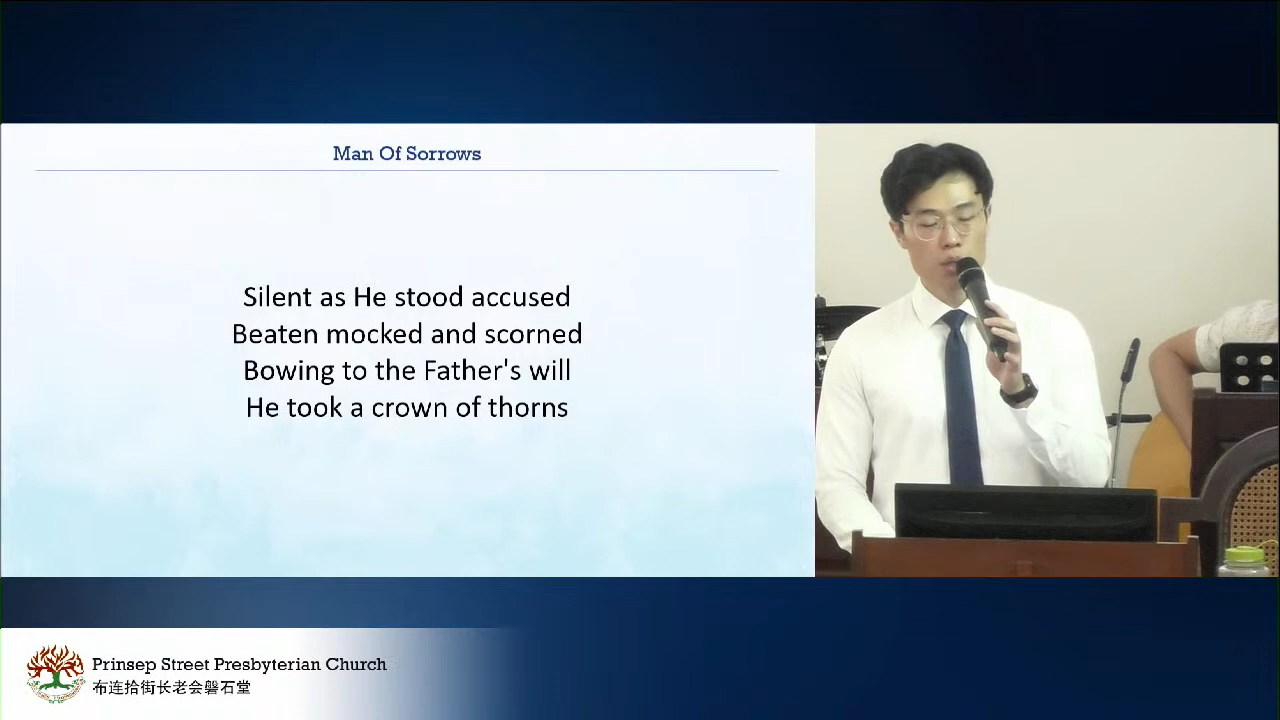 Man Of Sorrows
Silent as He stood accused
Beaten mocked and scorned
Bowing to the Father's will
He took a crown of thorns
Prinsep Street Presbyterian Church
布连拾街长老会磐石堂